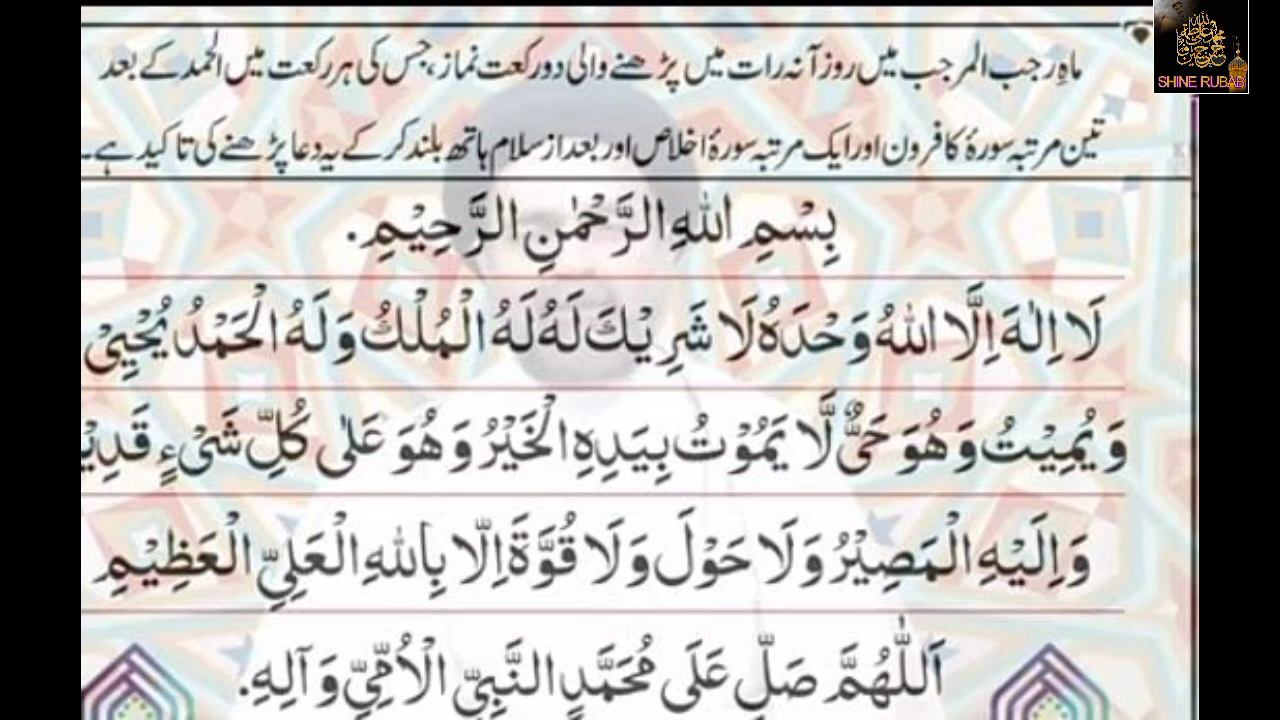 ماہِ رجب المرجب میں روزآنہ رات میں پڑھنے والی دو رکعت نماز، جس کی ہر رکعت میں الحمد کے بعد
تین مرتبہ سورۂ کافرون اور ایک مرتبہ سورۂ اخلاص اور بعد از سلام ہاتھ بلند کر کے یہ دعا پڑھنے کی تاکید ہے۔
بِسْمِ اللهِ الرَّحْمٰنِ الرَّحِيْمِ.
لَا اِلٰهَ اِلَّا اللهُ وَحْدَهُ لَا شَرِيْكَ لَهُ لَهُ الْمُلْكُ وَلَهُ الْحَمْدُ يُحْيِىْ
وَيُمِيْتُ وَهُوَ حَىٌّ لَّا يَمُوْتُ بِيَدِهِ الْخَيْرُ وَهُوَ عَلٰى كُلِّ شَىْءٍ قَدِيْ
وَاِلَيْهِ الْمَصِيْرُ وَلَا حَوْلَ وَلَا قُوَّةَ اِلَّا بِاللهِ الْعَلِىِّ الْعَظِيْمِ
اَللّٰهُمَّ صَلِّ عَلَى مُحَمَّدٍ النَّبِىِّ الْاُمِّىِّ وَآلِهِ.
SHINE RUBAB